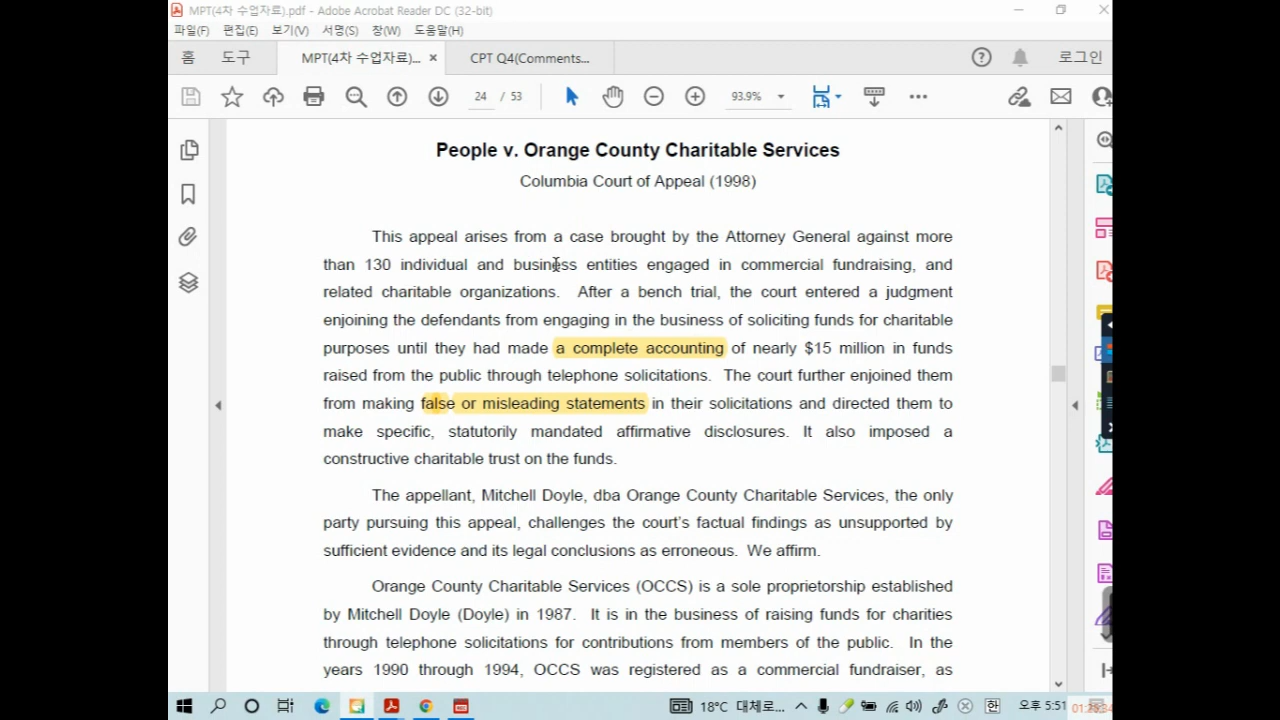 MPT(4차 수업자료).pdf - Adobe Acrobat Reader DC (32-bit)
파일(F) 편집(E) 보기(V) 서명(S) 창(W) 도움말(H)
홈 도구 MPT(4차 수업자료)... × CPT Q4(Comments... 로그인
24 / 53 93.9%
People v. Orange County Charitable Services
Columbia Court of Appeal (1998)
This appeal arises from a case brought by the Attorney General against more
than 130 individual and business entities engaged in commercial fundraising, and
related charitable organizations. After a bench trial, the court entered a judgment
enjoining the defendants from engaging in the business of soliciting funds for charitable
purposes until they had made a complete accounting of nearly $15 million in funds
raised from the public through telephone solicitations. The court further enjoined them
from making false or misleading statements in their solicitations and directed them to
make specific, statutorily mandated affirmative disclosures. It also imposed a
constructive charitable trust on the funds.
The appellant, Mitchell Doyle, dba Orange County Charitable Services, the only
party pursuing this appeal, challenges the court's factual findings as unsupported by
sufficient evidence and its legal conclusions as erroneous. We affirm.
Orange County Charitable Services (OCCS) is a sole proprietorship established
by Mitchell Doyle (Doyle) in 1987. It is in the business of raising funds for charities
through telephone solicitations for contributions from members of the public. In the
years 1990 through 1994, OCCS was registered as a commercial fundraiser, as
18°C 대체로... 한 오후 5:51